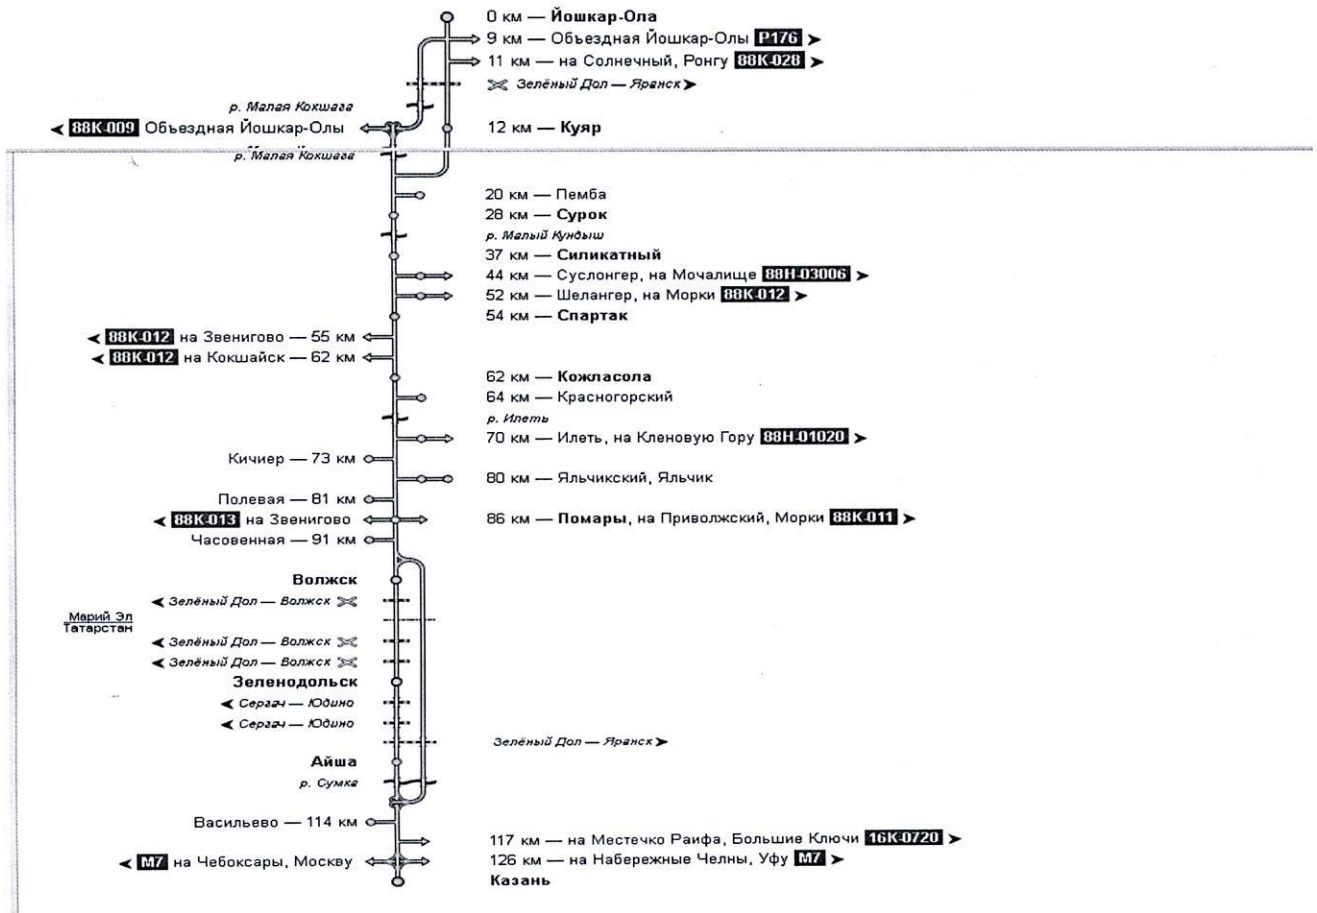 0 км — Йошкар-Ола
9 км — Объездная Йошкар-Олы Р176 ➤
11 км — на Солнечный, Ронгу 88К-028 ➤
Зелёный Дол — Яранск ➤
р. Малая Кокшага
◄ 88К-009 Объездная Йошкар-Олы
12 км — Куяр
р. Малая Кокшага
20 км — Пемба
28 км — Сурок
р. Малый Кундыш
37 км — Силикатный
44 км — Суслонгер, на Мочалище 88Н-03006 ➤
52 км — Шелангер, на Морки 88К-012 ➤
54 км — Спартак
◄ 88К-012 на Звенигово — 55 км
◄ 88К-012 на Кокшайск — 62 км
62 км — Кожласола
64 км — Красногорский
р. Илеть
70 км — Илеть, на Кленовую Гору 88Н-01020 ➤
Кичиер — 73 км
80 км — Яльчикский, Яльчик
Полевая — 81 км
◄ 88К-013 на Звенигово
86 км — Помары, на Приволжский, Морки 88К-011 ➤
Часовенная — 91 км
Волжск
◄ Зелёный Дол — Волжск
Марий Эл
Татарстан
◄ Зелёный Дол — Волжск
◄ Зелёный Дол — Волжск
Зеленодольск
◄ Сергач — Юдино
◄ Сергач — Юдино
Зелёный Дол — Яранск ➤
Айша
р. Сумка
Васильево — 114 км
117 км — на Местечко Раифа, Большие Ключи 16К-0720 ➤
◄ М7 на Чебоксары, Москву
126 км — на Набережные Челны, Уфу М7 ➤
Казань